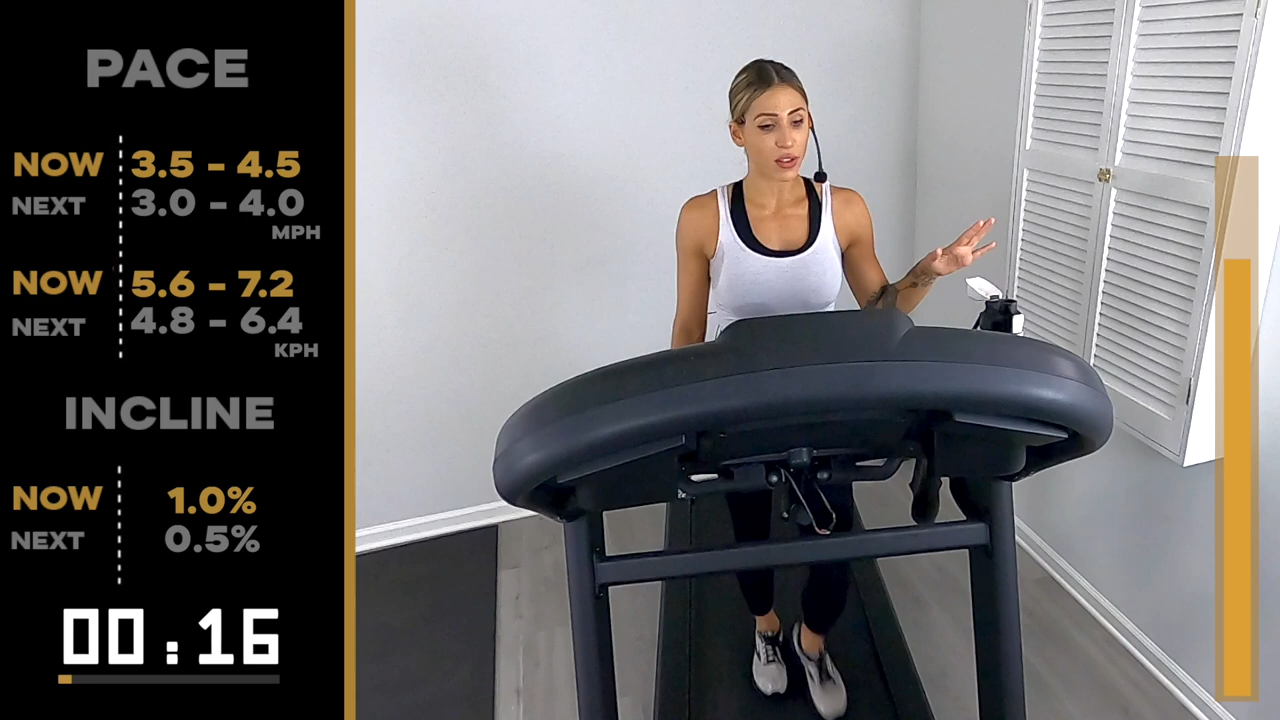 PACE
NOW 3.5 - 4.5
NEXT 3.0 - 4.0
MPH
NOW 5.6 - 7.2
NEXT 4.8 - 6.4
KPH
INCLINE
NOW 1.0%
NEXT 0.5%
00:16